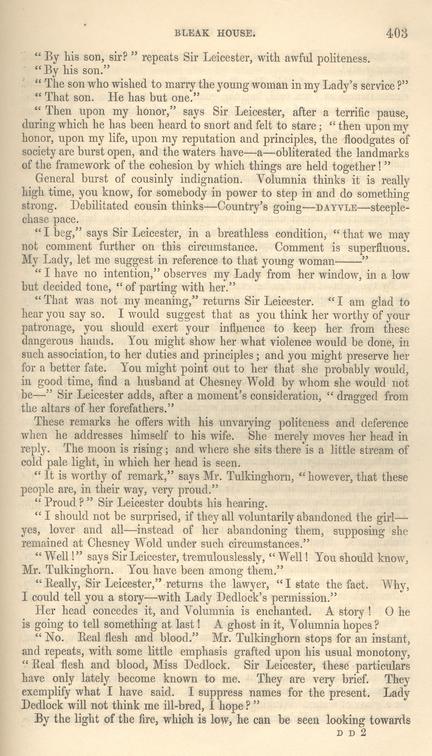 BLEAK HOUSE. 403
“By his son, sir?” repeats Sir Leicester, with awful politeness.
“By his son.”
“The son who wished to marry the young woman in my Lady’s service?”
“That son. He has but one.”
“Then upon my honor,” says Sir Leicester, after a terrific pause,
during which he has been heard to snort and felt to stare; “then upon my
honor, upon my life, upon my reputation and principles, the floodgates of
society are burst open, and the waters have—a—obliterated the landmarks
of the framework of the cohesion by which things are held together!”
General burst of cousinly indignation. Volumnia thinks it is really
high time, you know, for somebody in power to step in and do something
strong. Debilitated cousin thinks—Country’s going—DAYVLE—steeple-
chase pace.
“I beg,” says Sir Leicester, in a breathless condition, “that we may
not comment further on this circumstance. Comment is superfluous.
My Lady, let me suggest in reference to that young woman——”
“I have no intention,” observes my Lady from her window, in a low
but decided tone, “of parting with her.”
“That was not my meaning,” returns Sir Leicester. “I am glad to
hear you say so. I would suggest that as you think her worthy of your
patronage, you should exert your influence to keep her from these
dangerous hands. You might show her what violence would be done, in
such association, to her duties and principles; and you might preserve her
for a better fate. You might point out to her that she probably would,
in good time, find a husband at Chesney Wold by whom she would not
be—” Sir Leicester adds, after a moment’s consideration, “dragged from
the altars of her forefathers.”
These remarks he offers with his unvarying politeness and deference
when he addresses himself to his wife. She merely moves her head in
reply. The moon is rising; and where she sits there is a little stream of
cold pale light, in which her head is seen.
“It is worthy of remark,” says Mr. Tulkinghorn, “however, that these
people are, in their way, very proud.”
“Proud?” Sir Leicester doubts his hearing.
“I should not be surprised, if they all voluntarily abandoned the girl—
yes, lover and all—instead of her abandoning them, supposing she
remained at Chesney Wold under such circumstances.”
“Well!” says Sir Leicester, tremulously, “Well! You should know,
Mr. Tulkinghorn. You have been among them.”
“Really, Sir Leicester,” returns the lawyer, “I state the fact. Why,
I could tell you a story—with Lady Dedlock’s permission.”
Her head concedes it, and Volumnia is enchanted. A story! O he
is going to tell something at last! A ghost in it, Volumnia hopes?
“No. Real flesh and blood.” Mr. Tulkinghorn stops for an instant,
and repeats, with some little emphasis grafted upon his usual monotony,
“Real flesh and blood, Miss Dedlock. Sir Leicester, these particulars
have only lately become known to me. They are very brief. They
exemplify what I have said. I suppress names for the present. Lady
Dedlock will not think me ill-bred, I hope?”
By the light of the fire, which is low, he can be seen looking towards
D D 2